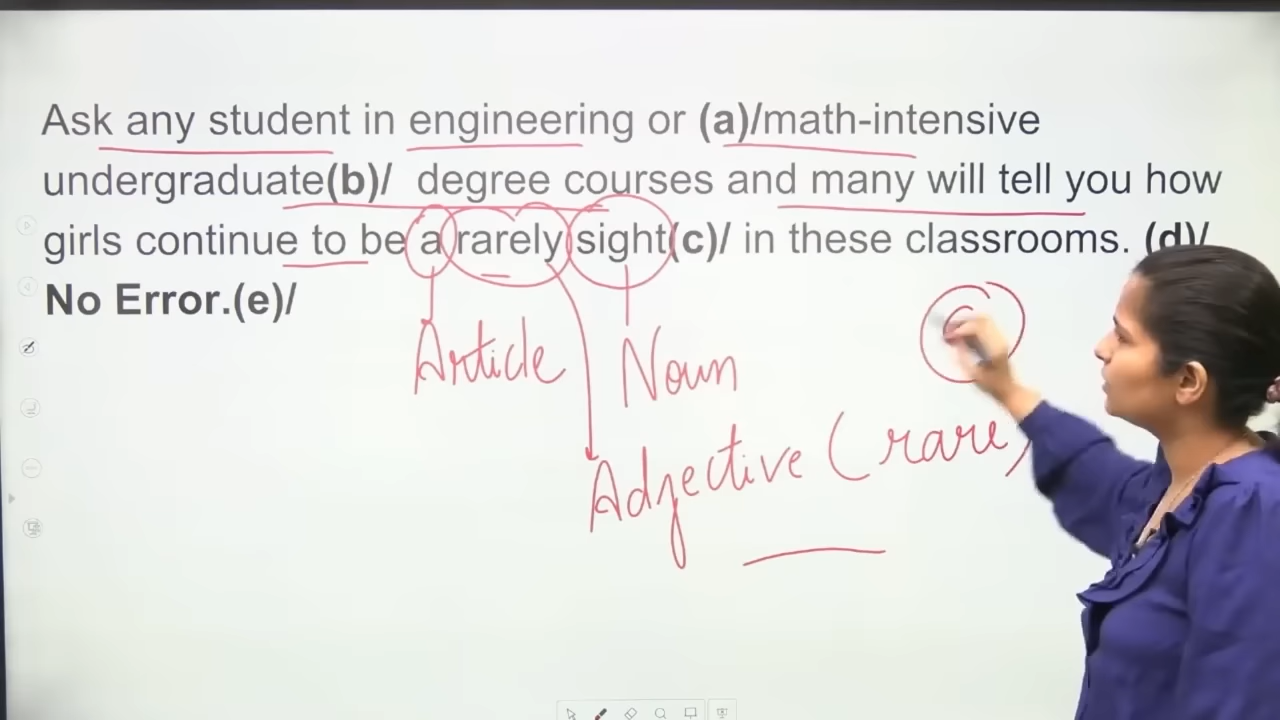 Ask any student in engineering or (a)/math-intensive
undergraduate(b)/ degree courses and many will tell you how
girls continue to be a rarely sight(c)/ in these classrooms. (d)/
No Error.(e)/
Article
Noun
Adjective (rare)